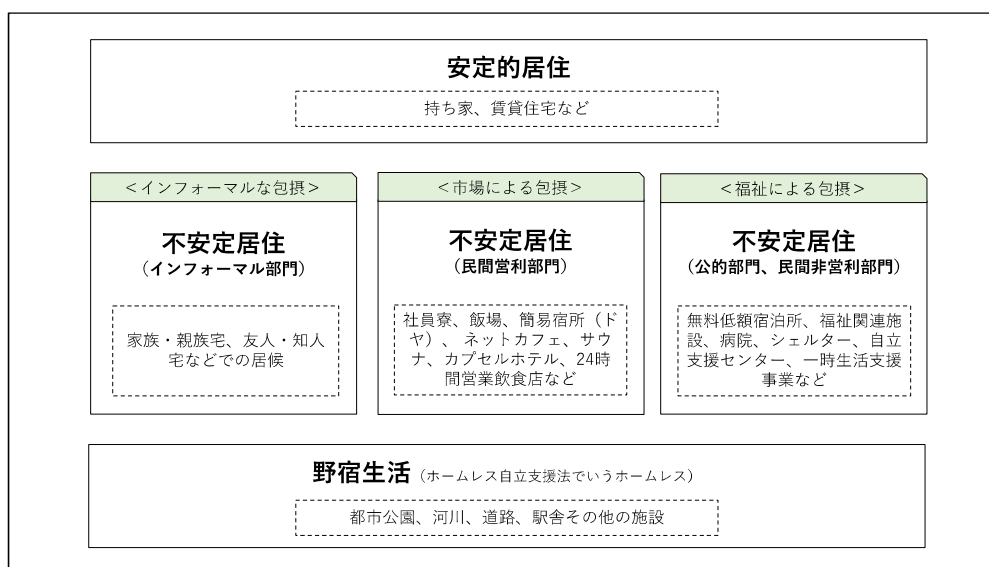 安定的居住
持ち家、賃貸住宅など
＜インフォーマルな包摂＞
不安定居住
（インフォーマル部門）
家族・親族宅、友人・知人
宅などでの居候
＜市場による包摂＞
不安定居住
（民間営利部門）
社員寮、飯場、簡易宿所（ド
ヤ）、 ネットカフェ、サウ
ナ、カプセルホテル、24時
間営業飲食店など
＜福祉による包摂＞
不安定居住
（公的部門、民間非営利部門）
無料低額宿泊所、福祉関連施
設、病院、シェルター、自立
支援センター、一時生活支援
事業など
野宿生活（ホームレス自立支援法でいうホームレス）
都市公園、河川、道路、駅舎その他の施設